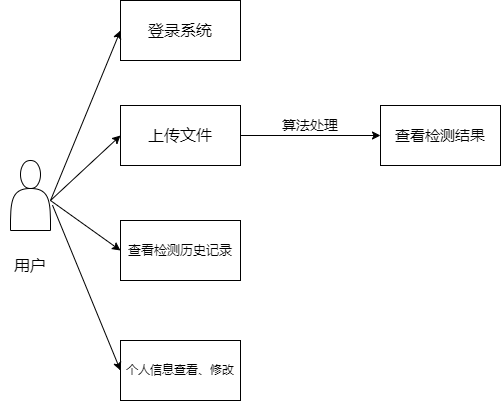 登录系统
上传文件
算法处理
查看检测结果
用户
查看检测历史记录
个人信息查看、修改